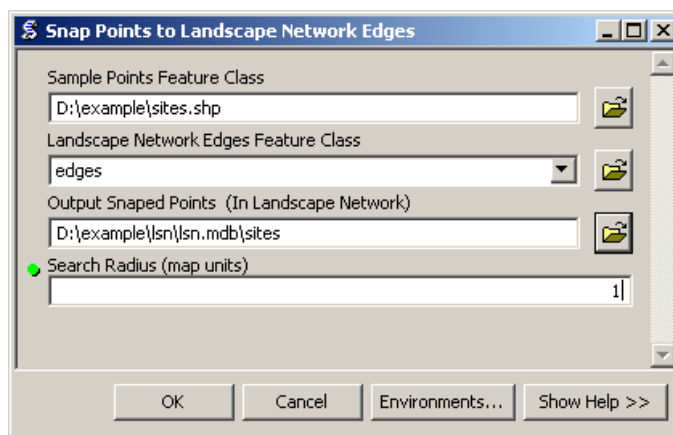 Snap Points to Landscape Network Edges
Sample Points Feature Class
D:\example\sites.shp
Landscape Network Edges Feature Class
edges
Output Snaped Points (In Landscape Network)
D:\example\lsn\lsn.mdb\sites
Search Radius (map units)
1
OK Cancel Environments... Show Help >>